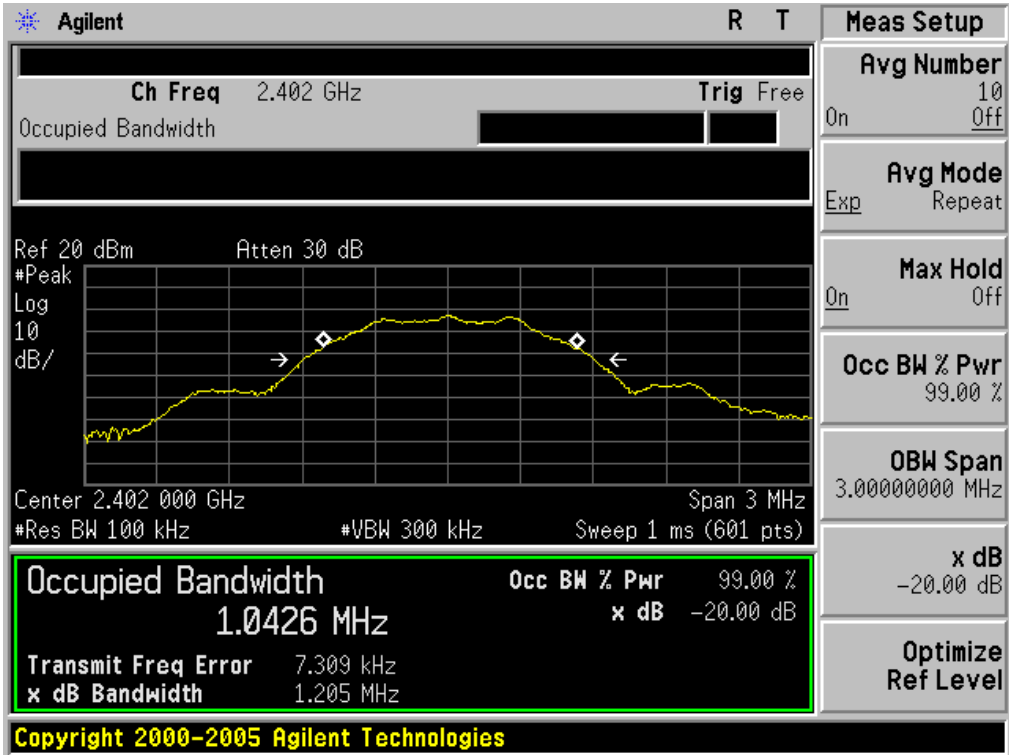 Agilent R T
Ch Freq 2.402 GHz Trig Free
Occupied Bandwidth
Ref 20 dBm Atten 30 dB
#Peak
Log
10
dB/
Center 2.402 000 GHz Span 3 MHz
#Res BW 100 kHz #VBW 300 kHz Sweep 1 ms (601 pts)
Occupied Bandwidth Occ BW % Pwr 99.00 %
1.0426 MHz x dB -20.00 dB
Transmit Freq Error 7.309 kHz
x dB Bandwidth 1.205 MHz
Copyright 2000-2005 Agilent Technologies
Meas Setup
Avg Number
10
On Off
Avg Mode
Exp Repeat
Max Hold
On Off
Occ BW % Pwr
99.00 %
OBW Span
3.00000000 MHz
x dB
-20.00 dB
Optimize
Ref Level